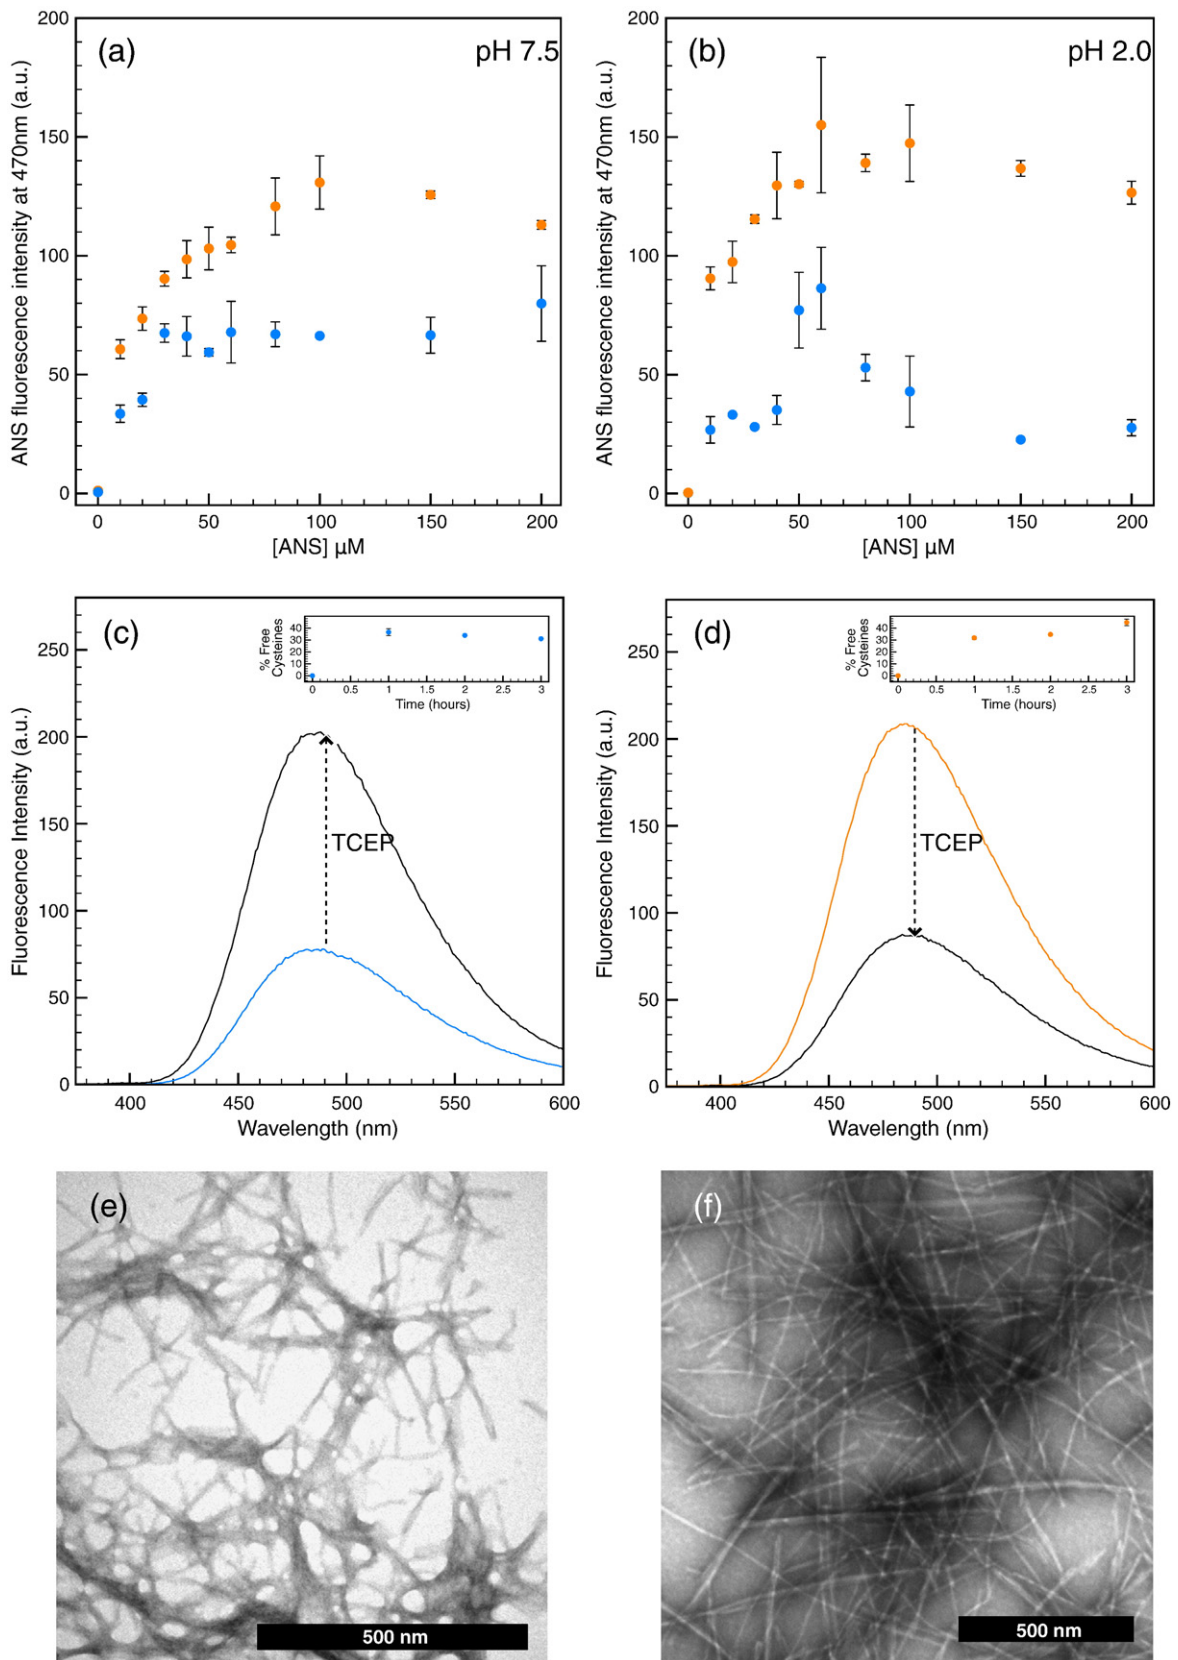 (a)
pH 7.5
ANS fluorescence intensity at 470nm (a.u.)
200
150
100
50
0
0 50 100 150 200
[ANS] µM
(b)
pH 2.0
ANS fluorescence intensity at 470nm (a.u.)
200
150
100
50
0
0 50 100 150 200
[ANS] µM
(c)
Fluorescence Intensity (a.u.)
250
200
150
100
50
0
400 450 500 550 600
Wavelength (nm)
% Free
Cysteines
40
30
20
10
0
0 0.5 1 1.5 2 2.5 3
Time (hours)
TCEP
(d)
Fluorescence Intensity (a.u.)
250
200
150
100
50
0
400 450 500 550 600
Wavelength (nm)
% Free
Cysteines
40
30
20
10
0
0 0.5 1 1.5 2 2.5 3
Time (hours)
TCEP
(e)
500 nm
(f)
500 nm